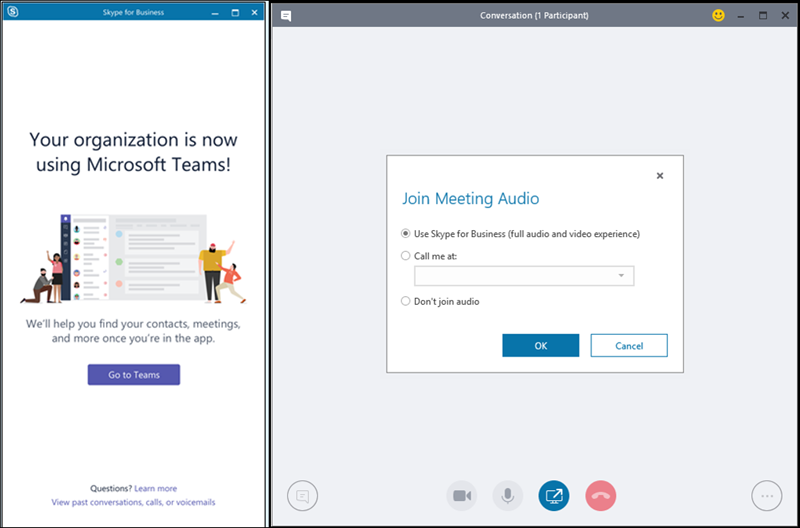 Skype for Business
Your organization is now
using Microsoft Teams!
We'll help you find your contacts, meetings,
and more once you're in the app.
Go to Teams
Questions? Learn more
View past conversations, calls, or voicemails
Conversation (1 Participant)
Join Meeting Audio
Use Skype for Business (full audio and video experience)
Call me at:
Don't join audio
OK
Cancel